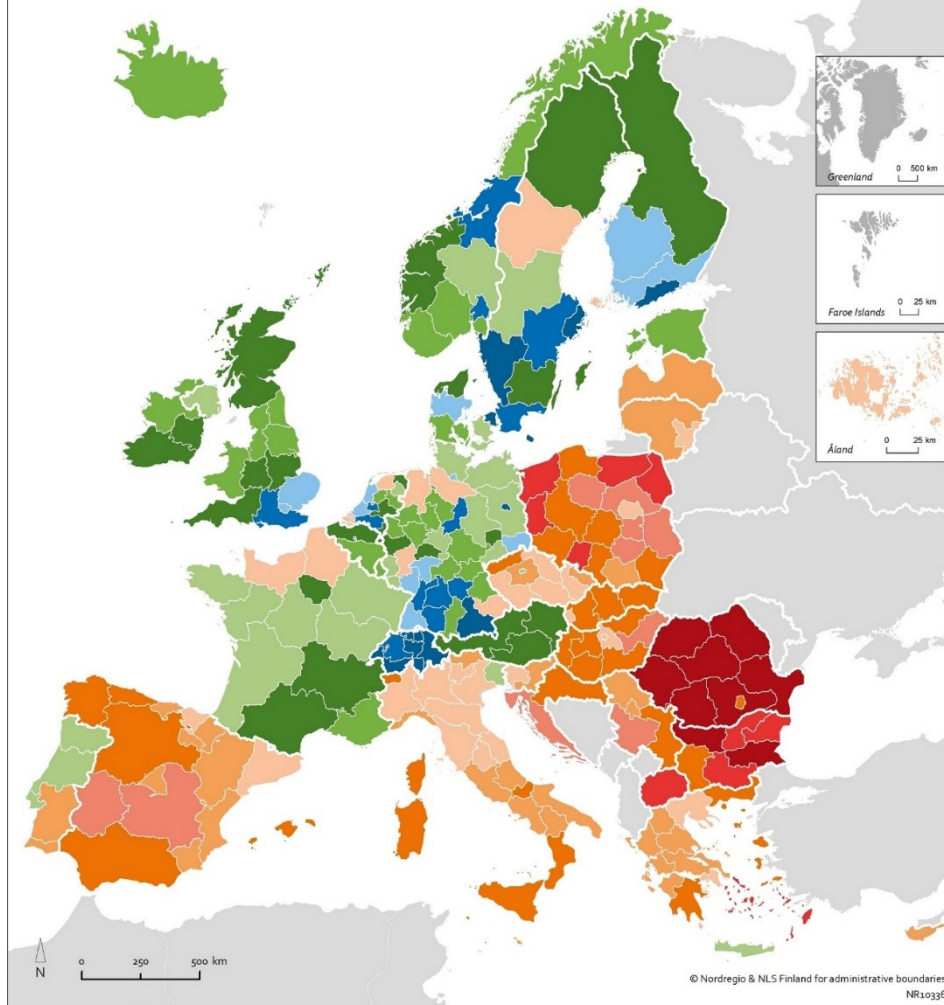 Greenland
0 500 km
Faroe Islands
0 25 km
Åland
0 25 km
N
0 250 500 km
© Nordregio & NLS Finland for administrative boundaries
NR10336